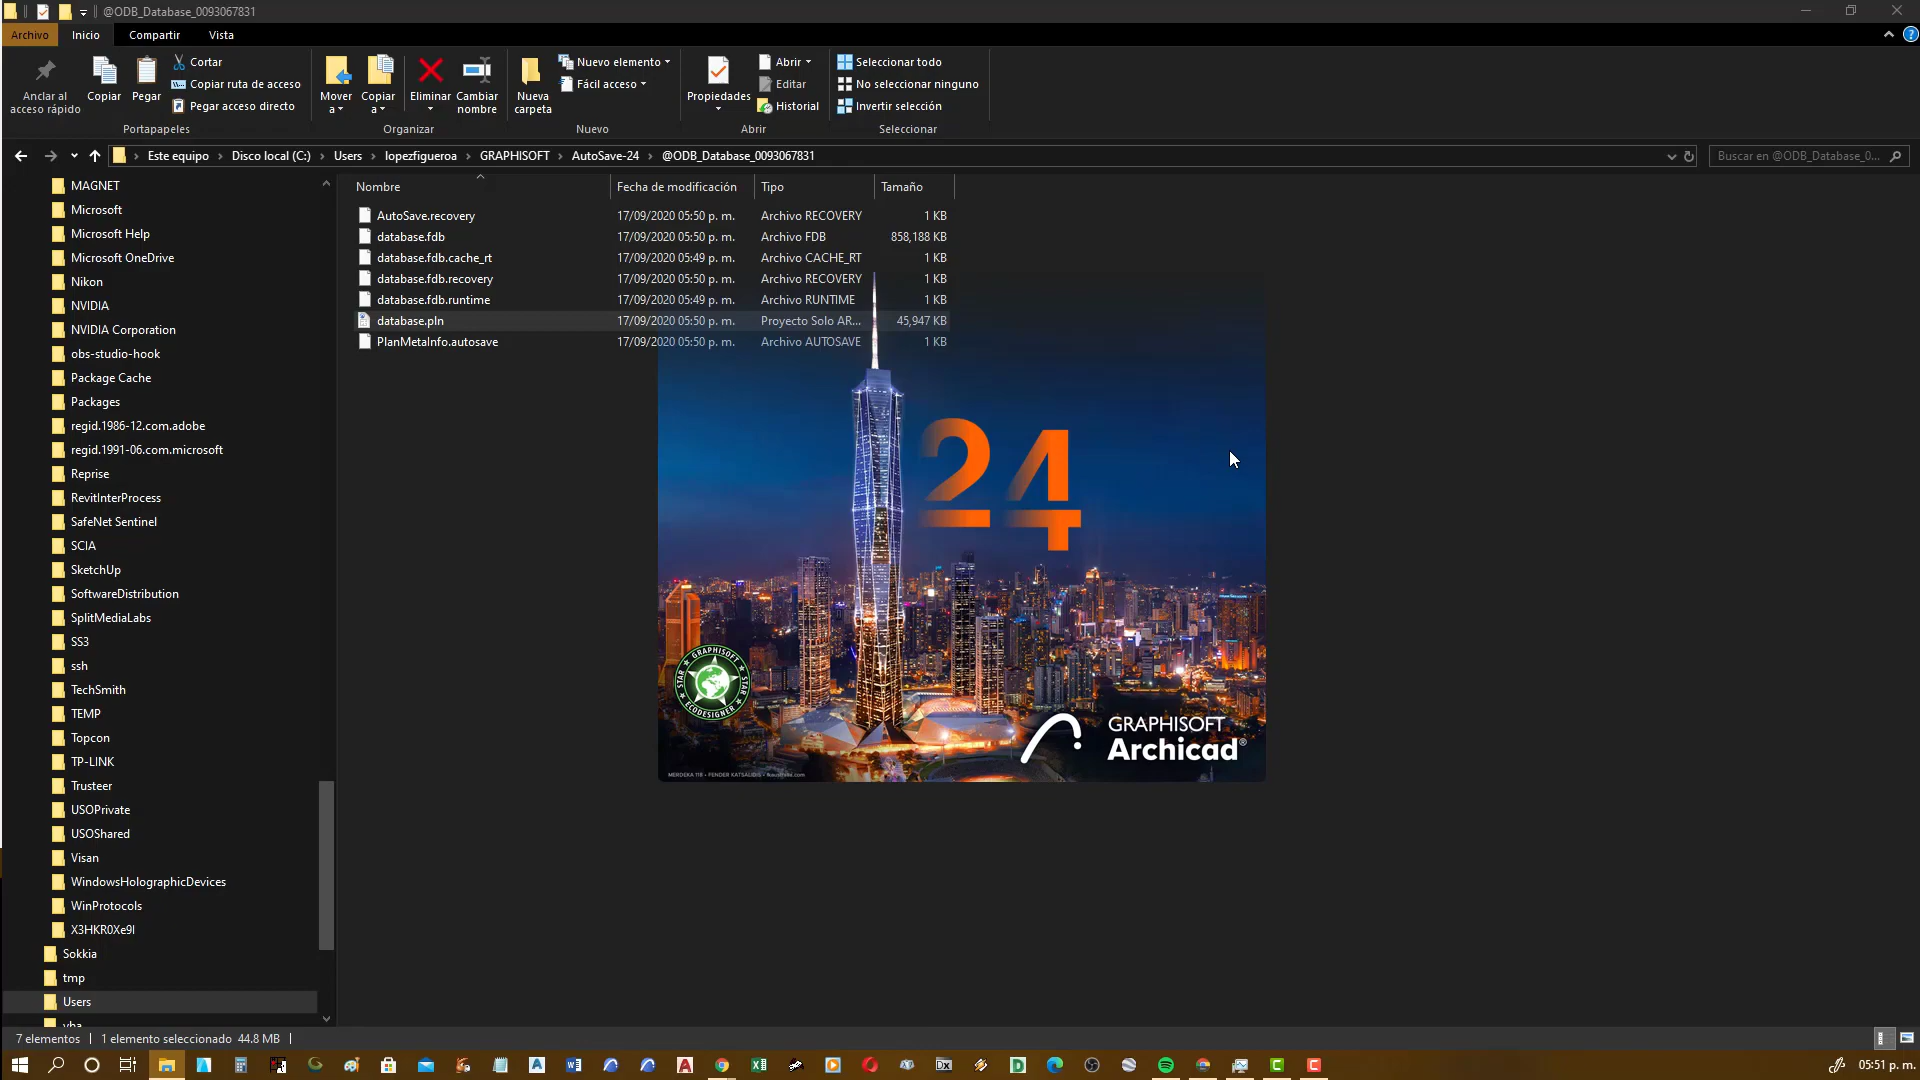 @ODB_Database_0093067831
Archivo
Inicio
Compartir
Vista
Anclar al
acceso rápido
Copiar
Pegar
Cortar
Copiar ruta de acceso
Pegar acceso directo
Portapapeles
Mover
a
Copiar
a
Eliminar
Cambiar
nombre
Organizar
Nueva
carpeta
Nuevo elemento
Fácil acceso
Nuevo
Propiedades
Abrir
Editar
Historial
Abrir
Seleccionar todo
No seleccionar ninguno
Invertir selección
Seleccionar
Este equipo > Disco local (C:) > Users > lopezfigueroa > GRAPHISOFT > AutoSave-24 > @ODB_Database_0093067831
Buscar en @ODB_Database_0...
MAGNET
Microsoft
Microsoft Help
Microsoft OneDrive
Nikon
NVIDIA
NVIDIA Corporation
obs-studio-hook
Package Cache
Packages
regid.1986-12.com.adobe
regid.1991-06.com.microsoft
Reprise
RevitInterProcess
SafeNet Sentinel
SCIA
SketchUp
SoftwareDistribution
SplitMediaLabs
SS3
ssh
TechSmith
TEMP
Topcon
TP-LINK
Trusteer
USOPrivate
USOShared
Visan
WindowsHolographicDevices
WinProtocols
X3HKR0Xe9I
Sokkia
tmp
Users
vba
Nombre Fecha de modificación Tipo Tamaño
AutoSave.recovery 17/09/2020 05:50 p. m. Archivo RECOVERY 1 KB
database.fdb 17/09/2020 05:50 p. m. Archivo FDB 858,188 KB
database.fdb.cache_rt 17/09/2020 05:49 p. m. Archivo CACHE_RT 1 KB
database.fdb.recovery 17/09/2020 05:50 p. m. Archivo RECOVERY 1 KB
database.fdb.runtime 17/09/2020 05:49 p. m. Archivo RUNTIME 1 KB
database.pln 17/09/2020 05:50 p. m. Proyecto Solo AR... 45,947 KB
PlanMetaInfo.autosave 17/09/2020 05:50 p. m. Archivo AUTOSAVE 1 KB
24
GRAPHISOFT
STAR STAR
ECODESIGNER
GRAPHISOFT
Archicad®
MERDEKA 118 • FENDER KATSALIDIS
7 elementos
1 elemento seleccionado 44.8 MB
05:51 p. m.